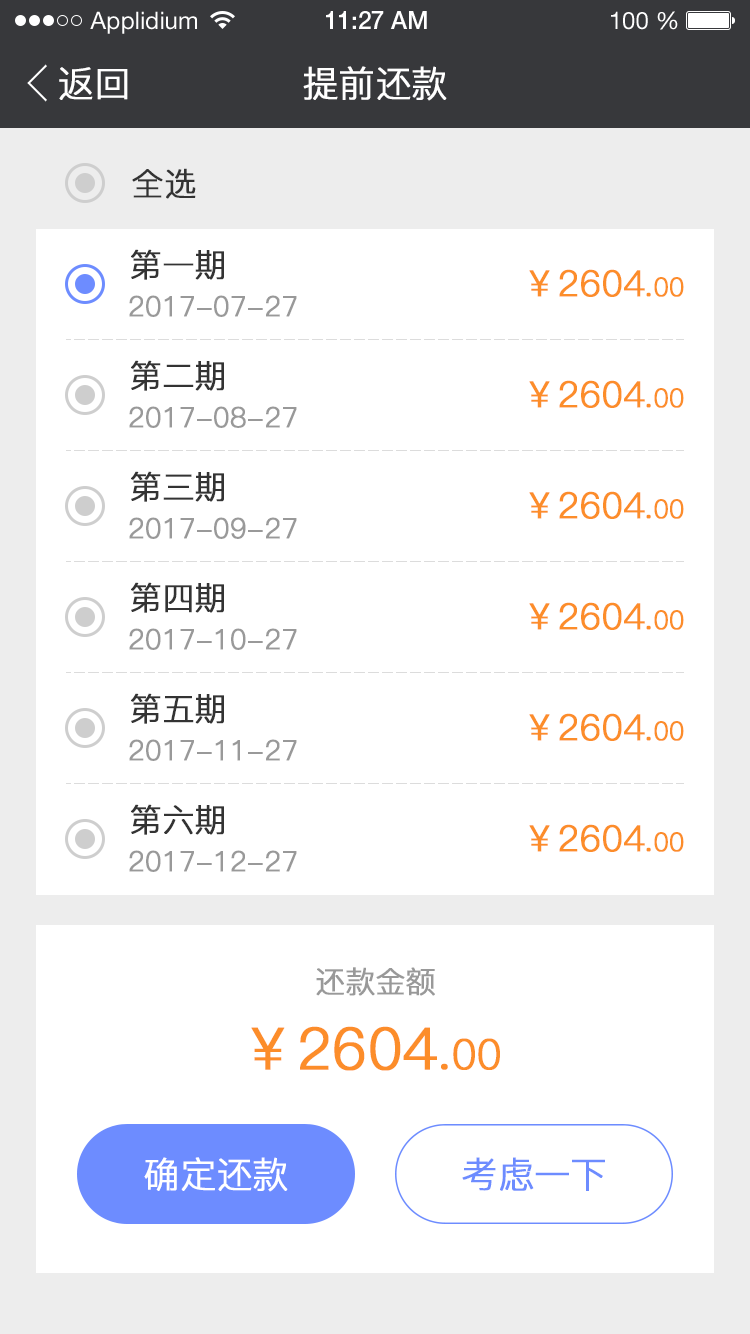 Applidium 11:27 AM 100 %
返回 提前还款
全选
第一期
2017-07-27
¥ 2604.00
第二期
2017-08-27
¥ 2604.00
第三期
2017-09-27
¥ 2604.00
第四期
2017-10-27
¥ 2604.00
第五期
2017-11-27
¥ 2604.00
第六期
2017-12-27
¥ 2604.00
还款金额
¥ 2604.00
确定还款 考虑一下